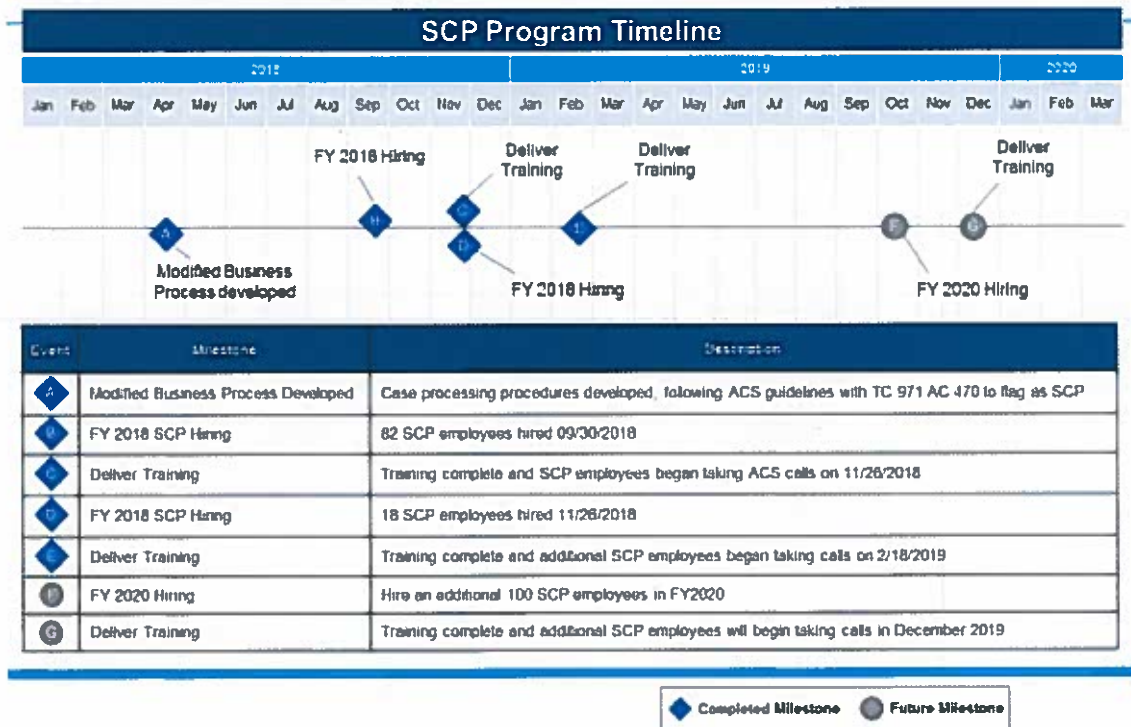 SCP Program Timeline
2018 2019 2020
Jan Feb Mar Apr May Jun Jul Aug Sep Oct Nov Dec Jan Feb Mar Apr May Jun Jul Aug Sep Oct Nov Dec Jan Feb Mar
FY 2018 Hiring
Deliver
Training
Deliver
Training
Deliver
Training
A B C D E F G
Modified Business
Process developed
FY 2018 Hiring
FY 2020 Hiring
Event Milestone Description
A Modified Business Process Developed Case processing procedures developed, following ACS guidelines with TC 971 AC 470 to flag as SCP
B FY 2018 SCP Hiring 82 SCP employees hired 09/30/2018
C Deliver Training Training complete and SCP employees began taking ACS calls on 11/26/2018
D FY 2018 SCP Hiring 18 SCP employees hired 11/26/2018
E Deliver Training Training complete and additional SCP employees began taking calls on 2/18/2019
F FY 2020 Hiring Hire an additional 100 SCP employees in FY2020
G Deliver Training Training complete and additional SCP employees will begin taking calls in December 2019
Completed Milestone Future Milestone